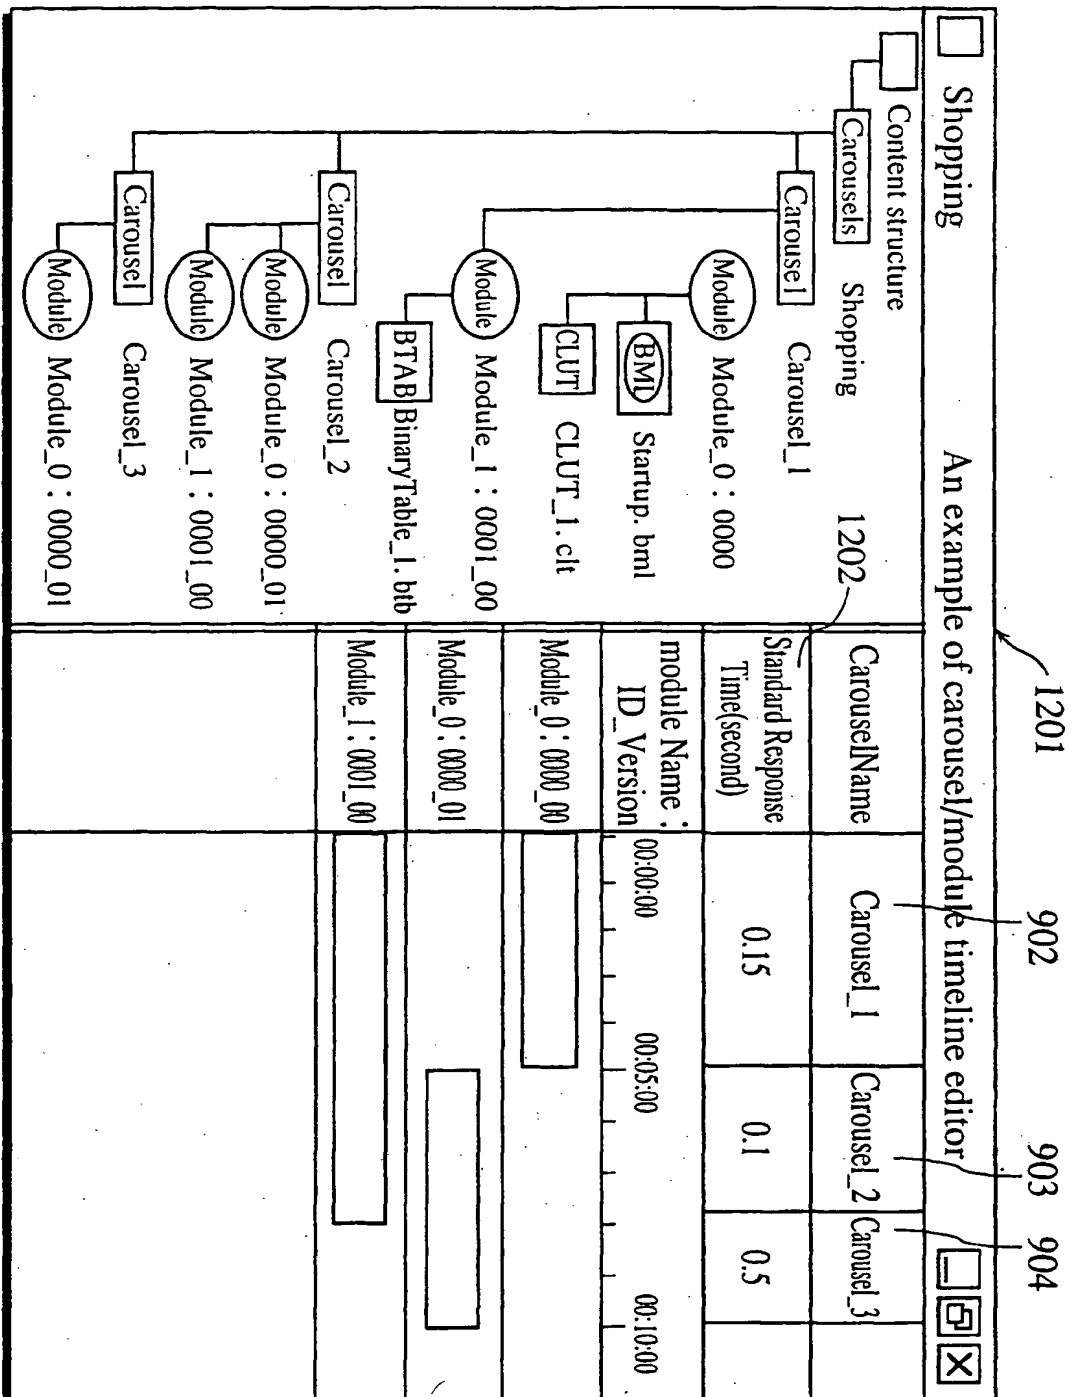 1201
902
903
904
Shopping An example of carousel/module timeline editor
Content structure
Carousels Shopping
Carousel Carousel_1
Module Module_0 : 0000
BML Startup. bml
CLUT CLUT_1. clt
Module Module_1 : 0001_00
BTAB BinaryTable_1. btb
Carousel Carousel_2
Module Module_0 : 0000_01
Module Module_1 : 0001_00
Carousel Carousel_3
Module Module_0 : 0000_01
1202
CarouselName Carousel_1 Carousel_2 Carousel_3
Standard Response
Time(second) 0.15 0.1 0.5
module Name :
ID_Version 00:00:00 00:05:00 00:10:00
Module_0 : 0000_00
Module_0 : 0000_01
Module_1 : 0001_00